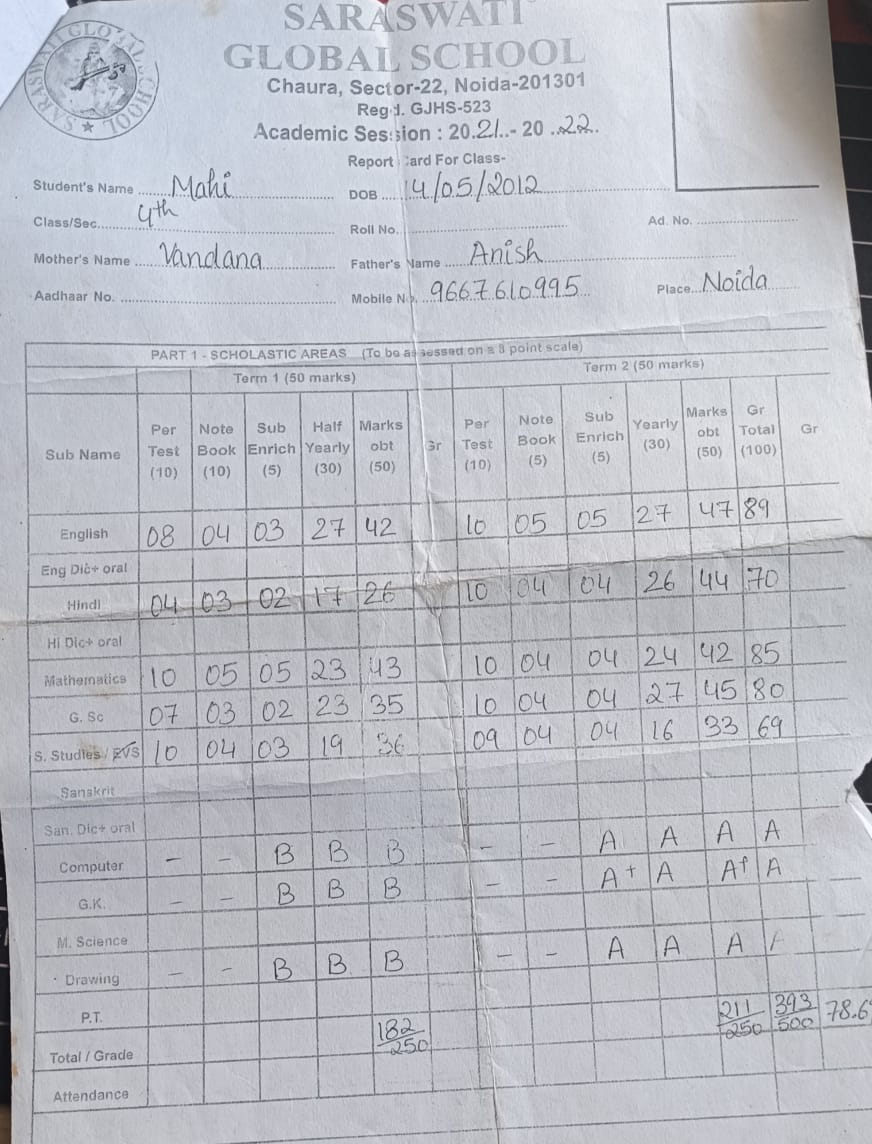 SARASWATI GLOBAL SCHOOL
SARASWATI
GLOBAL SCHOOL
Chaura, Sector-22, Noida-201301
Regd. GJHS-523
Academic Session : 20.21..- 20 ..22.
Report Card For Class-
Student's Name Mahi DOB 14/05/2012
Class/Sec. 4th Roll No. Ad. No.
Mother's Name Vandana Father's Name Anish
Aadhaar No. Mobile No. 9667610995 Place Noida
PART 1 - SCHOLASTIC AREAS (To be assessed on a 8 point scale)
Term 1 (50 marks) Term 2 (50 marks)
Sub Name Per Test (10) Note Book (10) Sub Enrich (5) Half Yearly (30) Marks obt (50) Gr Per Test (10) Note Book (5) Sub Enrich (5) Yearly (30) Marks obt (50) Gr Total (100) Gr
English 08 04 03 27 42 10 05 05 27 47 89
Eng Dic+ oral
Hindi 04 03 02 17 26 10 04 04 26 44 70
Hi Dic+ oral
Mathematics 10 05 05 23 43 10 04 04 24 42 85
G. Sc 07 03 02 23 35 10 04 04 27 45 80
S. Studies / EVS 10 04 03 19 36 09 04 04 16 33 69
Sanskrit
San. Dic+ oral
Computer - - B B B - - A A A A
G.K. - - B B B - - A+ A A+ A
M. Science
Drawing - - B B B - - A A A A
P.T.
Total / Grade 182/250 211/250 393/500 78.6
Attendance